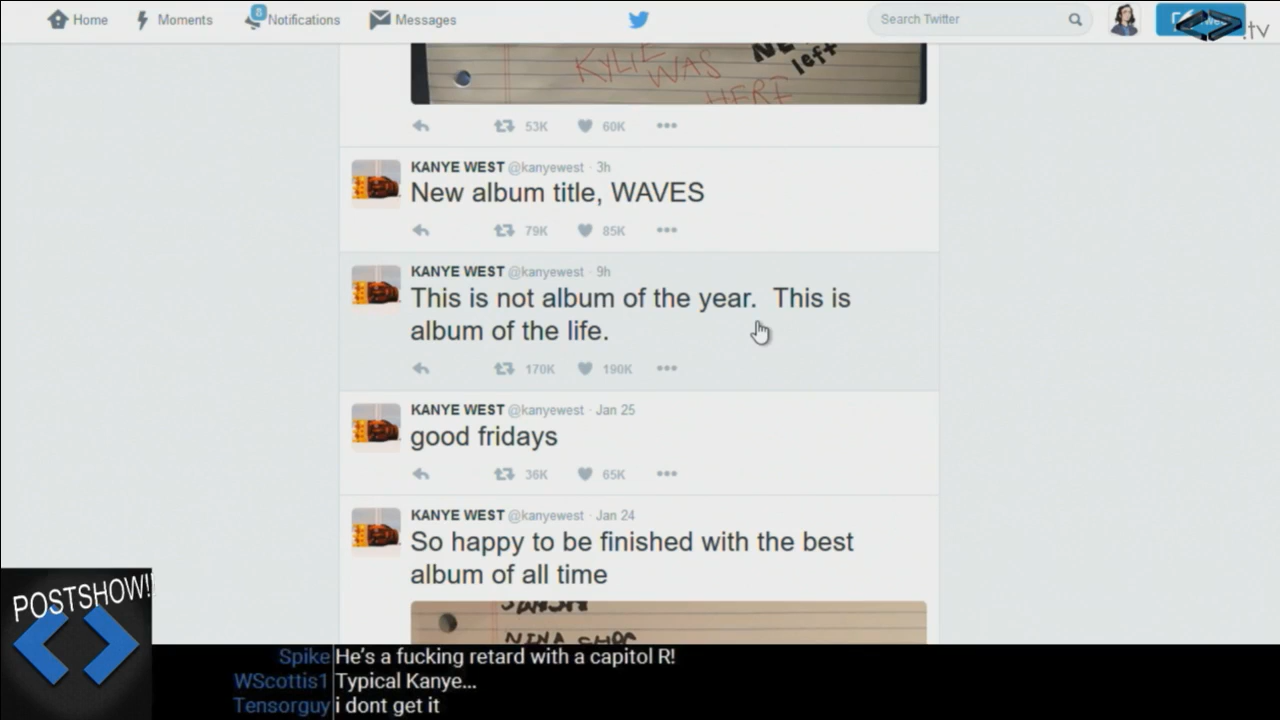 Home
Moments
8
Notifications
Messages
Search Twitter
.tv
KYLIE
WAS
HERE
left
53K
60K
KANYE WEST @kanyewest · 3h
New album title, WAVES
79K
85K
KANYE WEST @kanyewest · 9h
This is not album of the year. This is
album of the life.
170K
190K
KANYE WEST @kanyewest · Jan 25
good fridays
36K
65K
KANYE WEST @kanyewest · Jan 24
So happy to be finished with the best
album of all time
NINA CHOP
POSTSHOW!!
Spike He's a fucking retard with a capitol R!
WScottis1 Typical Kanye...
Tensorguy i dont get it